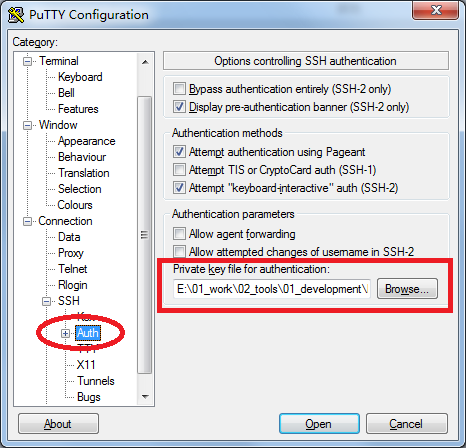 PuTTY Configuration
Category:
Terminal
Keyboard
Bell
Features
Window
Appearance
Behaviour
Translation
Selection
Colours
Connection
Data
Proxy
Telnet
Rlogin
SSH
Kex
Auth
TTY
X11
Tunnels
Bugs
Options controlling SSH authentication
Bypass authentication entirely (SSH-2 only)
Display pre-authentication banner (SSH-2 only)
Authentication methods
Attempt authentication using Pageant
Attempt TIS or CryptoCard auth (SSH-1)
Attempt "keyboard-interactive" auth (SSH-2)
Authentication parameters
Allow agent forwarding
Allow attempted changes of username in SSH-2
Private key file for authentication:
E:\01_work\02_tools\01_development\
Browse...
About
Open
Cancel